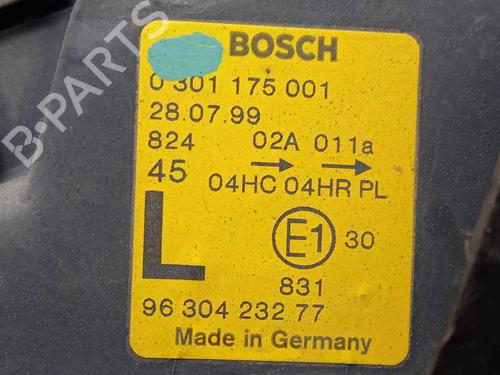 BOSCH
0 301 175 001
28.07.99
824 02A 011a
45 → →
04HC 04HR PL
L
E1 30
831
96 304 232 77
Made in Germany
B-PARTS